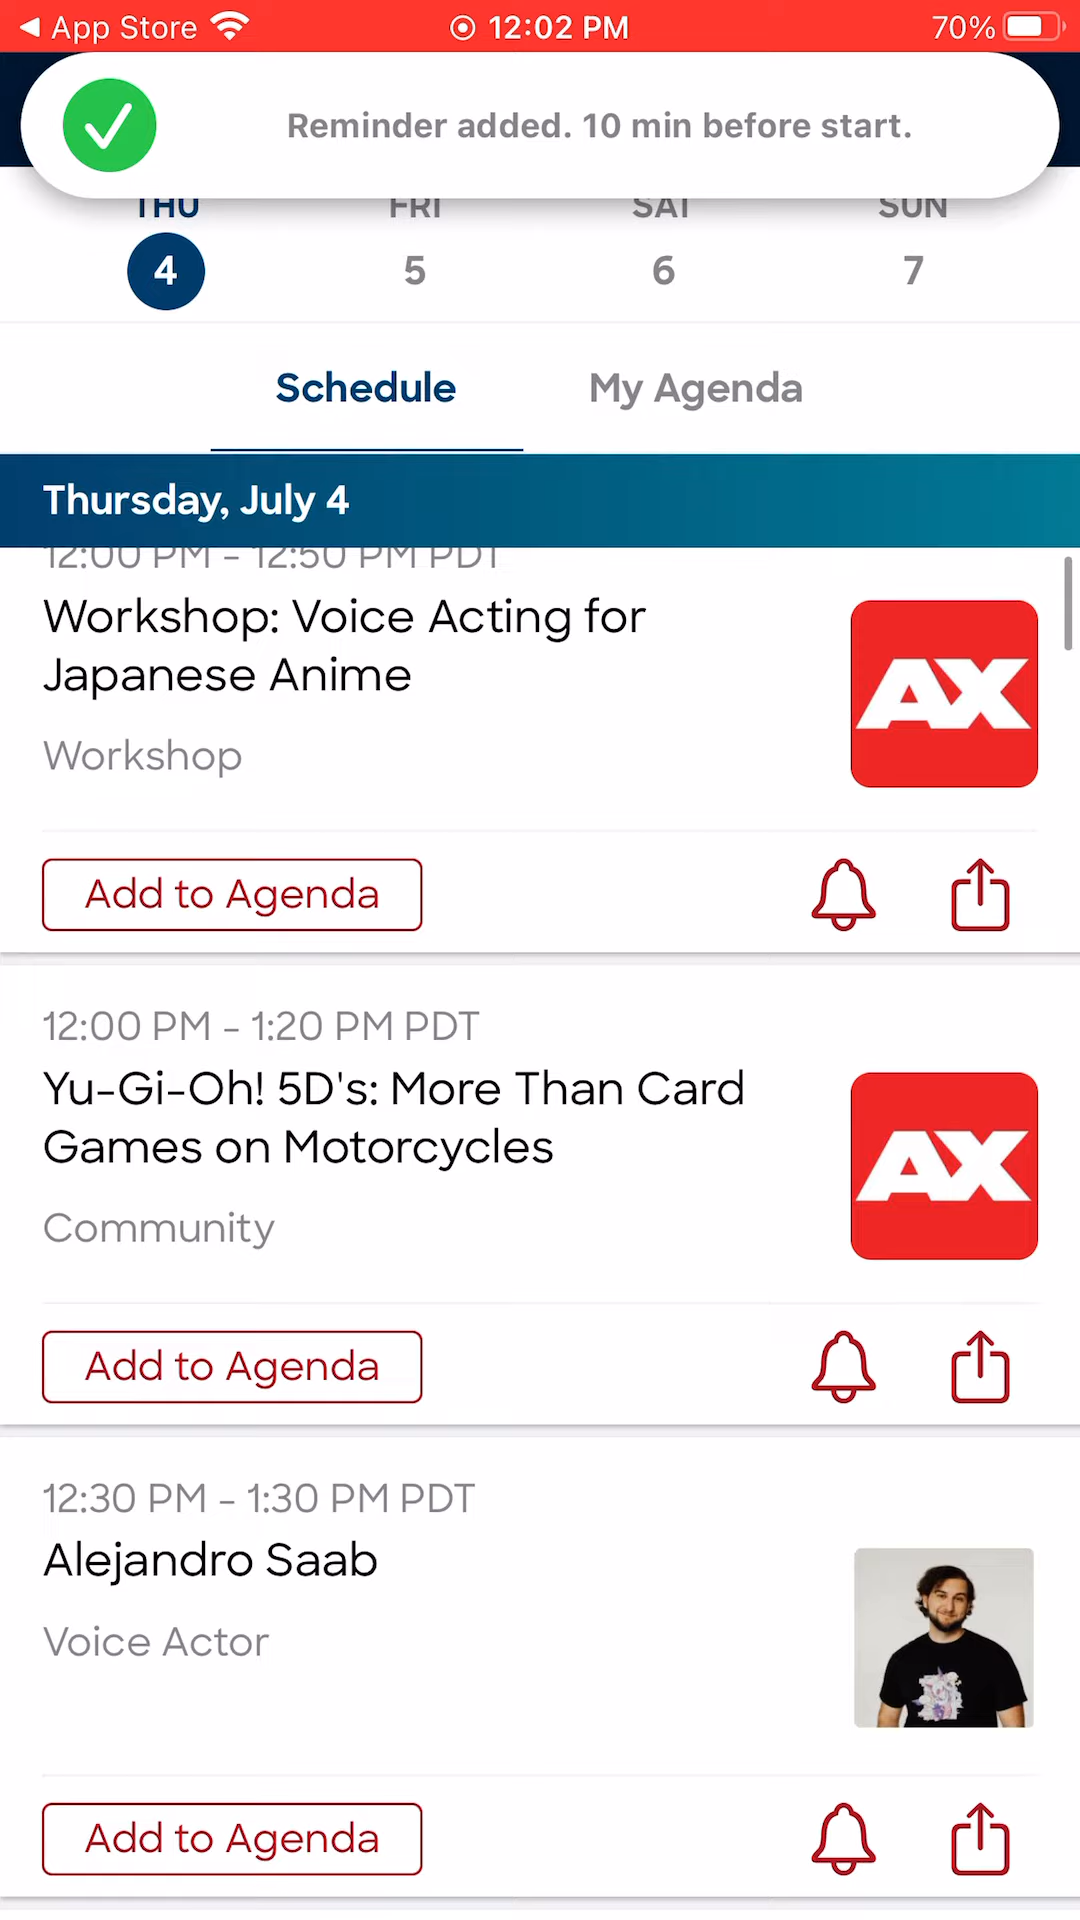 App Store 12:02 PM 70%
Reminder added. 10 min before start.
THU FRI SAT SUN
4 5 6 7
Schedule My Agenda
Thursday, July 4
12:00 PM – 12:50 PM PDT
Workshop: Voice Acting for
Japanese Anime
AX
Workshop
Add to Agenda
12:00 PM – 1:20 PM PDT
Yu-Gi-Oh! 5D's: More Than Card
Games on Motorcycles
AX
Community
Add to Agenda
12:30 PM – 1:30 PM PDT
Alejandro Saab
Voice Actor
Add to Agenda